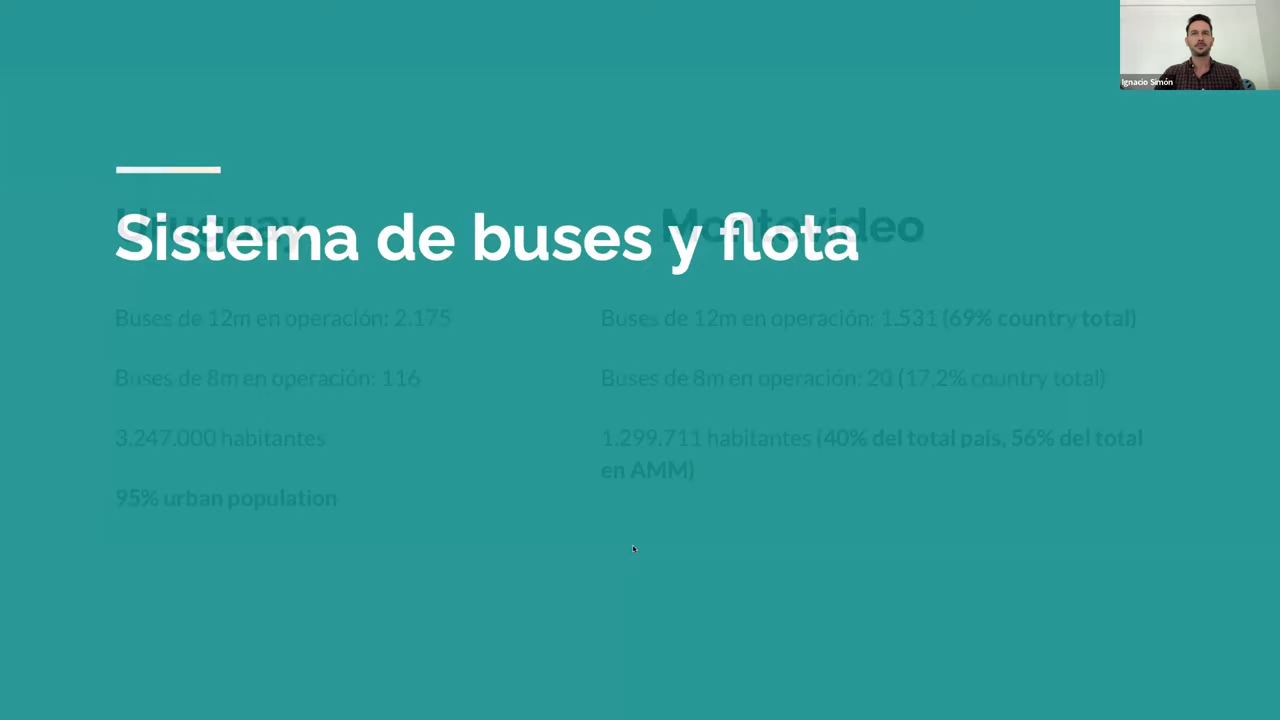 Ignacio Simón
Sistema de buses y flota
Uruguay
Montevideo
Buses de 12m en operación: 2.175
Buses de 12m en operación: 1.531 (69% country total)
Buses de 8m en operación: 116
Buses de 8m en operación: 20 (17,2% country total)
3.247.000 habitantes
1.299.711 habitantes (40% del total país, 56% del total
en AMM)
95% urban population